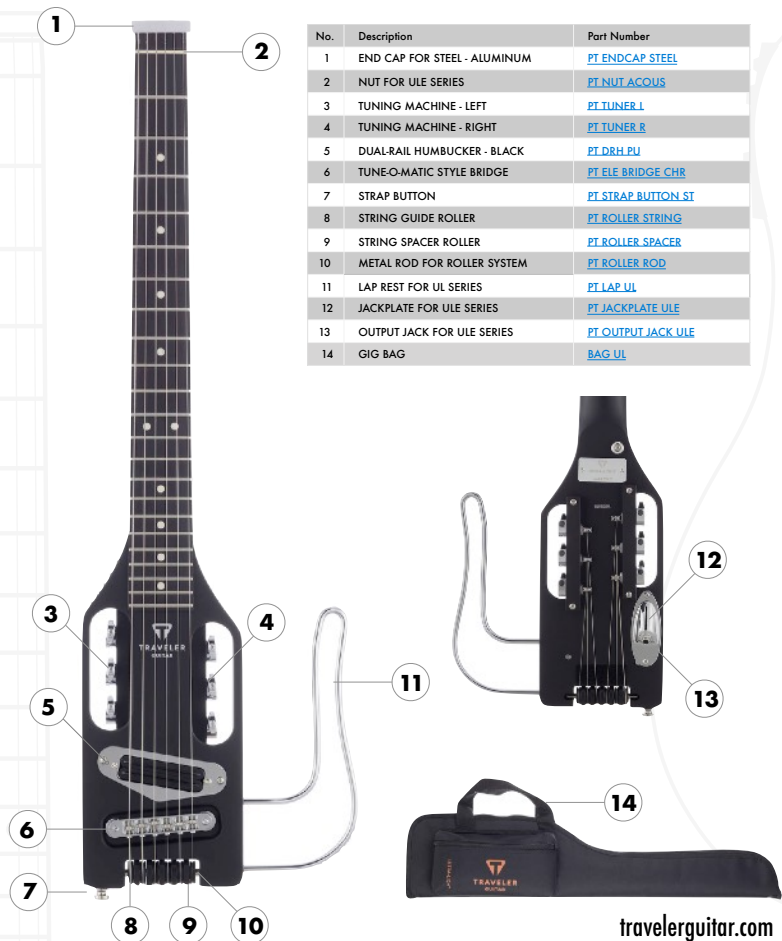 1
2
No. Description Part Number
1 END CAP FOR STEEL - ALUMINUM PT ENDCAP STEEL
2 NUT FOR ULE SERIES PT NUT ACOUS
3 TUNING MACHINE - LEFT PT TUNER L
4 TUNING MACHINE - RIGHT PT TUNER R
5 DUAL-RAIL HUMBUCKER - BLACK PT DRH PU
6 TUNE-O-MATIC STYLE BRIDGE PT ELE BRIDGE CHR
7 STRAP BUTTON PT STRAP BUTTON ST
8 STRING GUIDE ROLLER PT ROLLER STRING
9 STRING SPACER ROLLER PT ROLLER SPACER
10 METAL ROD FOR ROLLER SYSTEM PT ROLLER ROD
11 LAP REST FOR UL SERIES PT LAP UL
12 JACKPLATE FOR ULE SERIES PT JACKPLATE ULE
13 OUTPUT JACK FOR ULE SERIES PT OUTPUT JACK ULE
14 GIG BAG BAG UL
3
4
TRAVELER
GUITAR
5
6
7
8
9
10
11
12
13
14
TRAVELER
GUITAR
travelerguitar.com